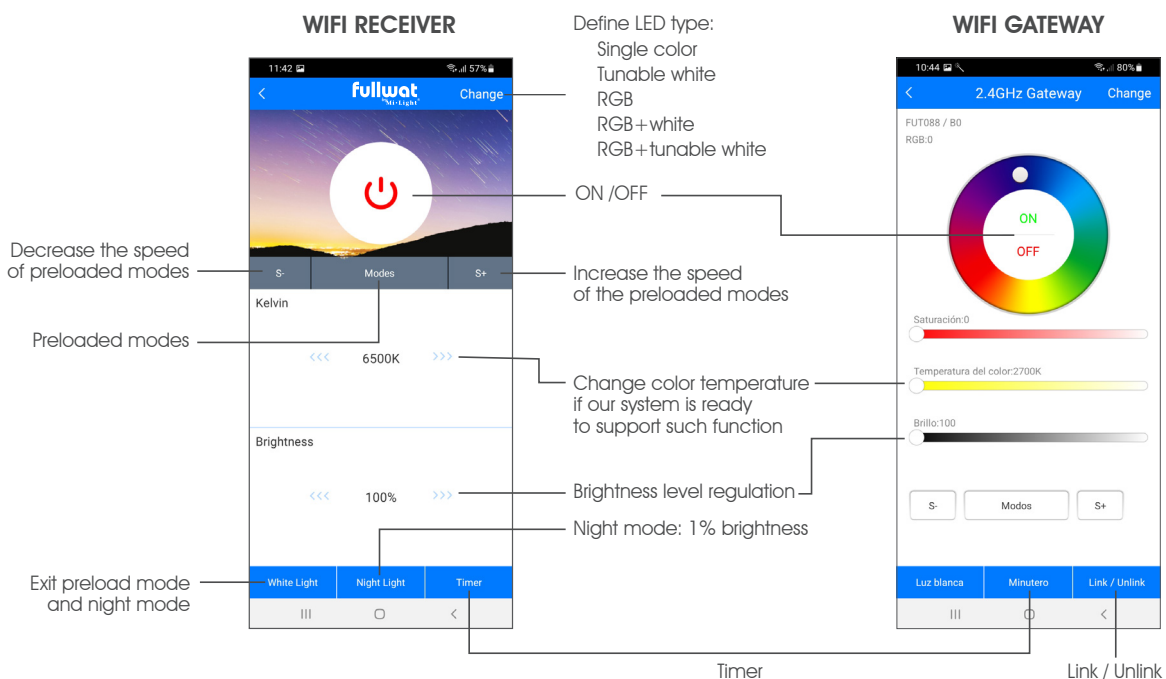 WIFI RECEIVER
Define LED type:
Single color
Tunable white
RGB
RGB+white
RGB+tunable white
WIFI GATEWAY
11:42
57%
fullwat
by Mi·Light
Change
ON /OFF
Decrease the speed
of preloaded modes
S-
Modes
S+
Increase the speed
of the preloaded modes
Preloaded modes
Kelvin
6500K
Change color temperature
if our system is ready
to support such function
Brightness
100%
Brightness level regulation
Night mode: 1% brightness
Exit preload mode
and night mode
White Light
Night Light
Timer
10:44
80%
2.4GHz Gateway
Change
FUT088 / B0
RGB:0
ON
OFF
Saturación:0
Temperatura del color:2700K
Brillo:100
S-
Modos
S+
Luz blanca
Minutero
Link / Unlink
Timer
Link / Unlink